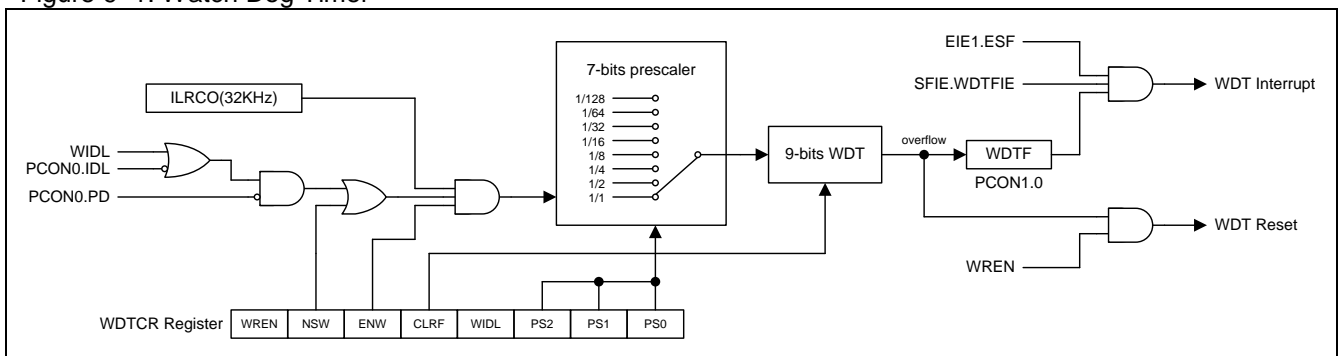 EIE1.ESF
7-bits prescaler
SFIE.WDTFIE
WDT Interrupt
ILRCO(32KHz)
1/128
1/64
1/32
1/16
1/8
1/4
1/2
1/1
WIDL
PCON0.IDL
PCON0.PD
9-bits WDT
overflow
WDTF
PCON1.0
WDT Reset
WREN
WDTCR Register WREN NSW ENW CLRF WIDL PS2 PS1 PS0